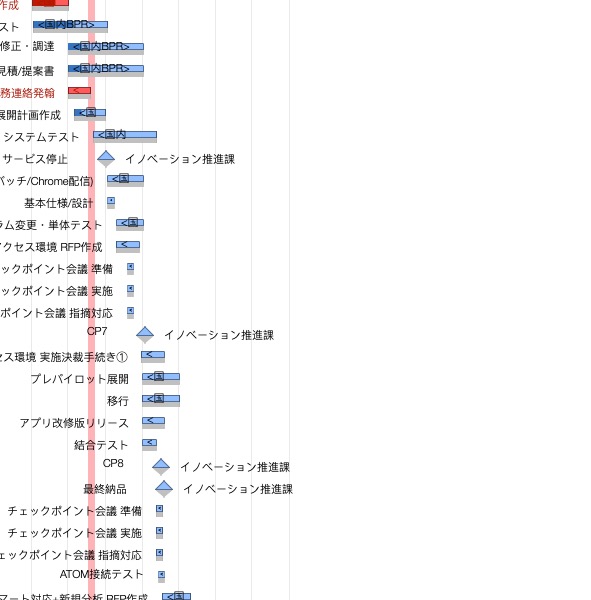 作成
スト <国内BPR>
修正・調達 <国内BPR>
見積/提案書 <国内BPR>
務連絡発翰 <
展開計画作成 <国
システムテスト <国内
サービス停止 イノベーション推進課
バッチ/Chrome配信) <国
基本仕様/設計 <
ラム変更・単体テスト <国
アクセス環境 RFP作成 <
ックポイント会議 準備 <
ックポイント会議 実施 <
ポイント会議 指摘対応 <
CP7 イノベーション推進課
セス環境 実施決裁手続き① <
プレパイロット展開 <国
移行 <国
アプリ改修版リリース <
結合テスト <
CP8 イノベーション推進課
最終納品 イノベーション推進課
チェックポイント会議 準備 <
チェックポイント会議 実施 <
ェックポイント会議 指摘対応 <
ATOM接続テスト <
マート対応+新規分析 RFP作成 <国